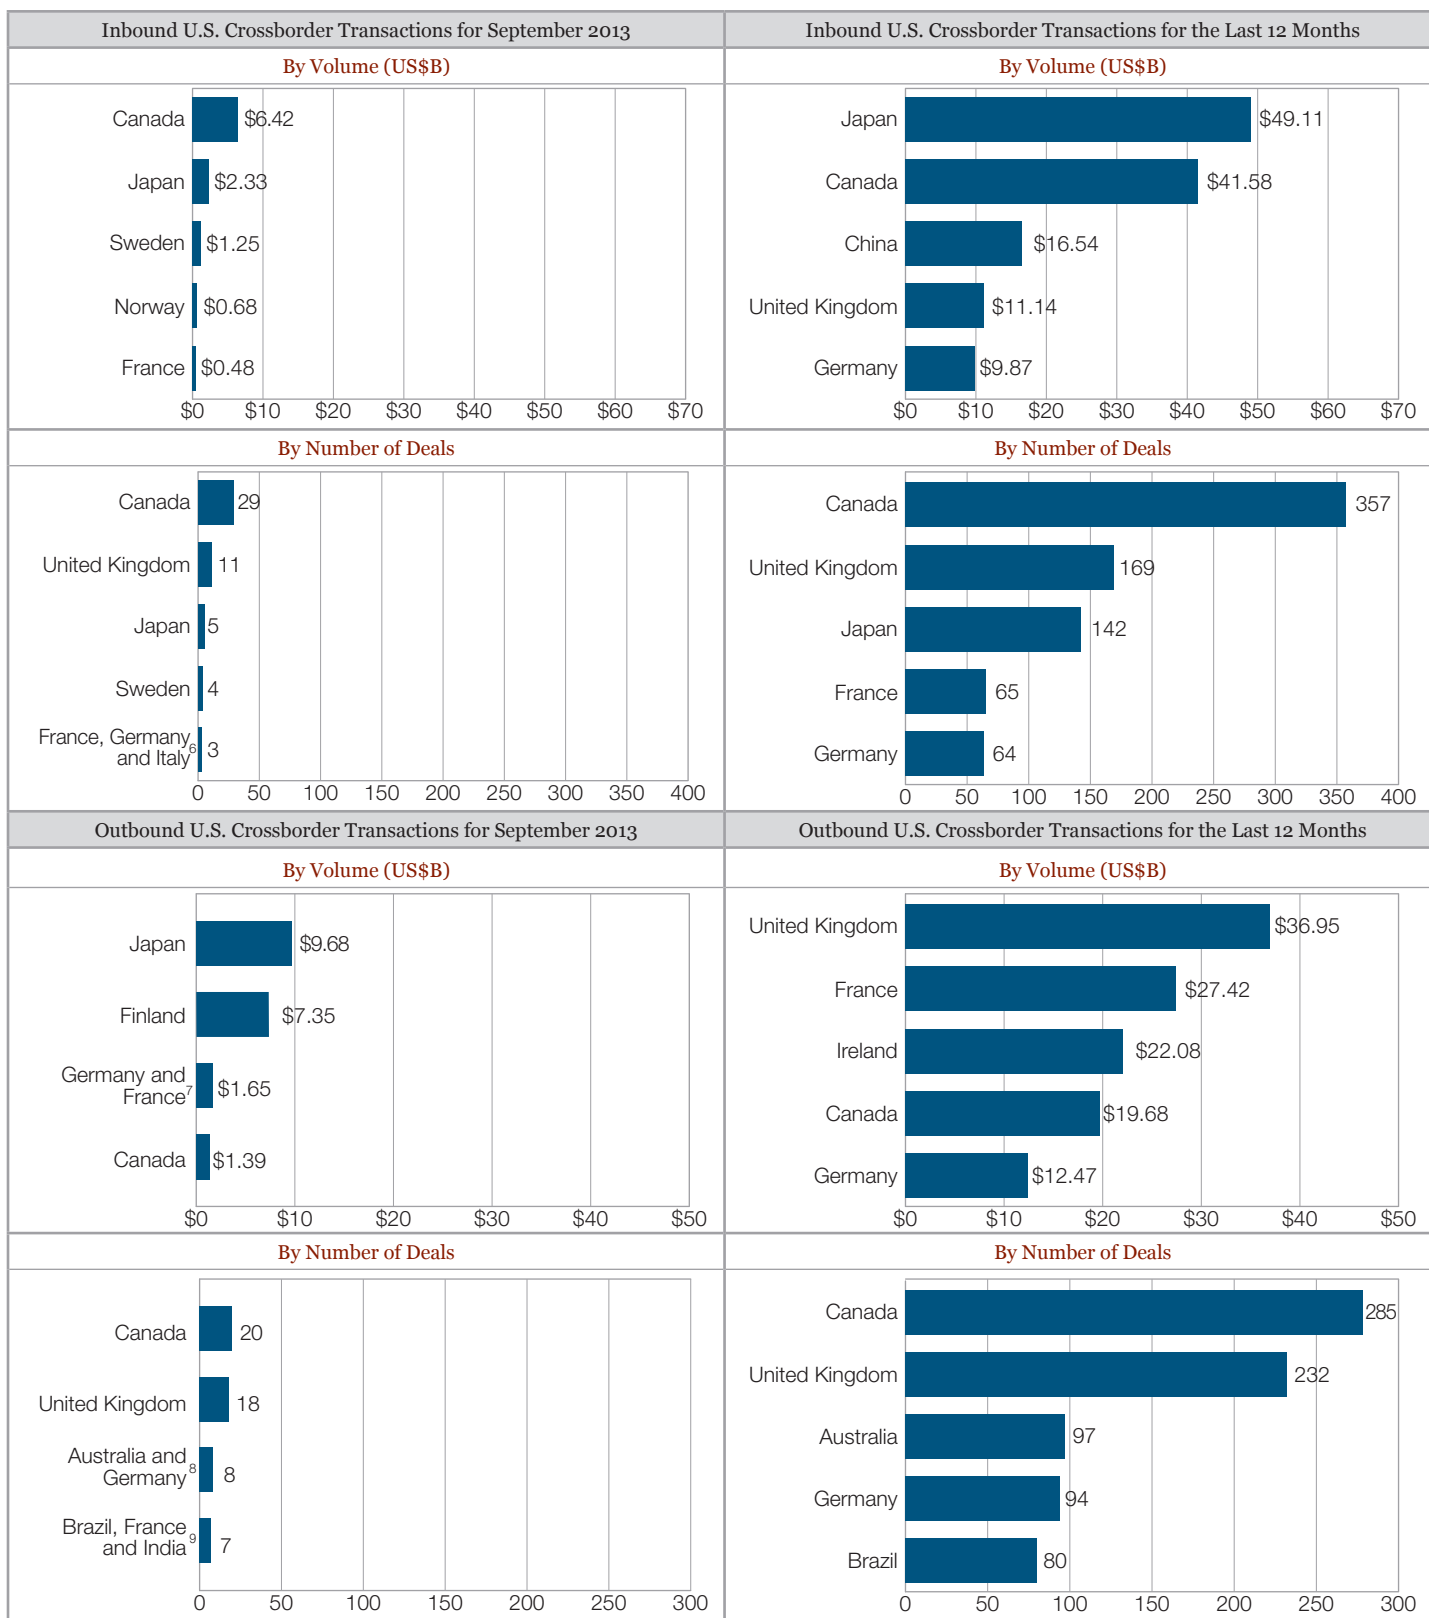 Inbound U.S. Crossborder Transactions for September 2013
By Volume (US$B)
Canada $6.42
Japan $2.33
Sweden $1.25
Norway $0.68
France $0.48
$0 $10 $20 $30 $40 $50 $60 $70
By Number of Deals
Canada 29
United Kingdom 11
Japan 5
Sweden 4
France, Germany
and Italy6 3
0 50 100 150 200 250 300 350 400
Inbound U.S. Crossborder Transactions for the Last 12 Months
By Volume (US$B)
Japan $49.11
Canada $41.58
China $16.54
United Kingdom $11.14
Germany $9.87
$0 $10 $20 $30 $40 $50 $60 $70
By Number of Deals
Canada 357
United Kingdom 169
Japan 142
France 65
Germany 64
0 50 100 150 200 250 300 350 400
Outbound U.S. Crossborder Transactions for September 2013
By Volume (US$B)
Japan $9.68
Finland $7.35
Germany and
France7 $1.65
Canada $1.39
$0 $10 $20 $30 $40 $50
By Number of Deals
Canada 20
United Kingdom 18
Australia and
Germany8 8
Brazil, France
and India9 7
0 50 100 150 200 250 300
Outbound U.S. Crossborder Transactions for the Last 12 Months
By Volume (US$B)
United Kingdom $36.95
France $27.42
Ireland $22.08
Canada $19.68
Germany $12.47
$0 $10 $20 $30 $40 $50
By Number of Deals
Canada 285
United Kingdom 232
Australia 97
Germany 94
Brazil 80
0 50 100 150 200 250 300